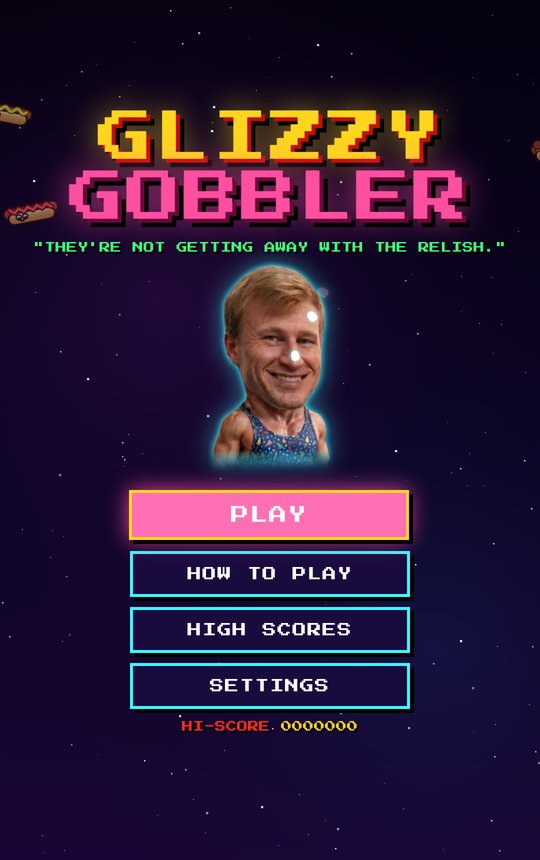 GLIZZY
GOBBLER
"THEY'RE NOT GETTING AWAY WITH THE RELISH."
PLAY
HOW TO PLAY
HIGH SCORES
SETTINGS
HI-SCORE 0000000